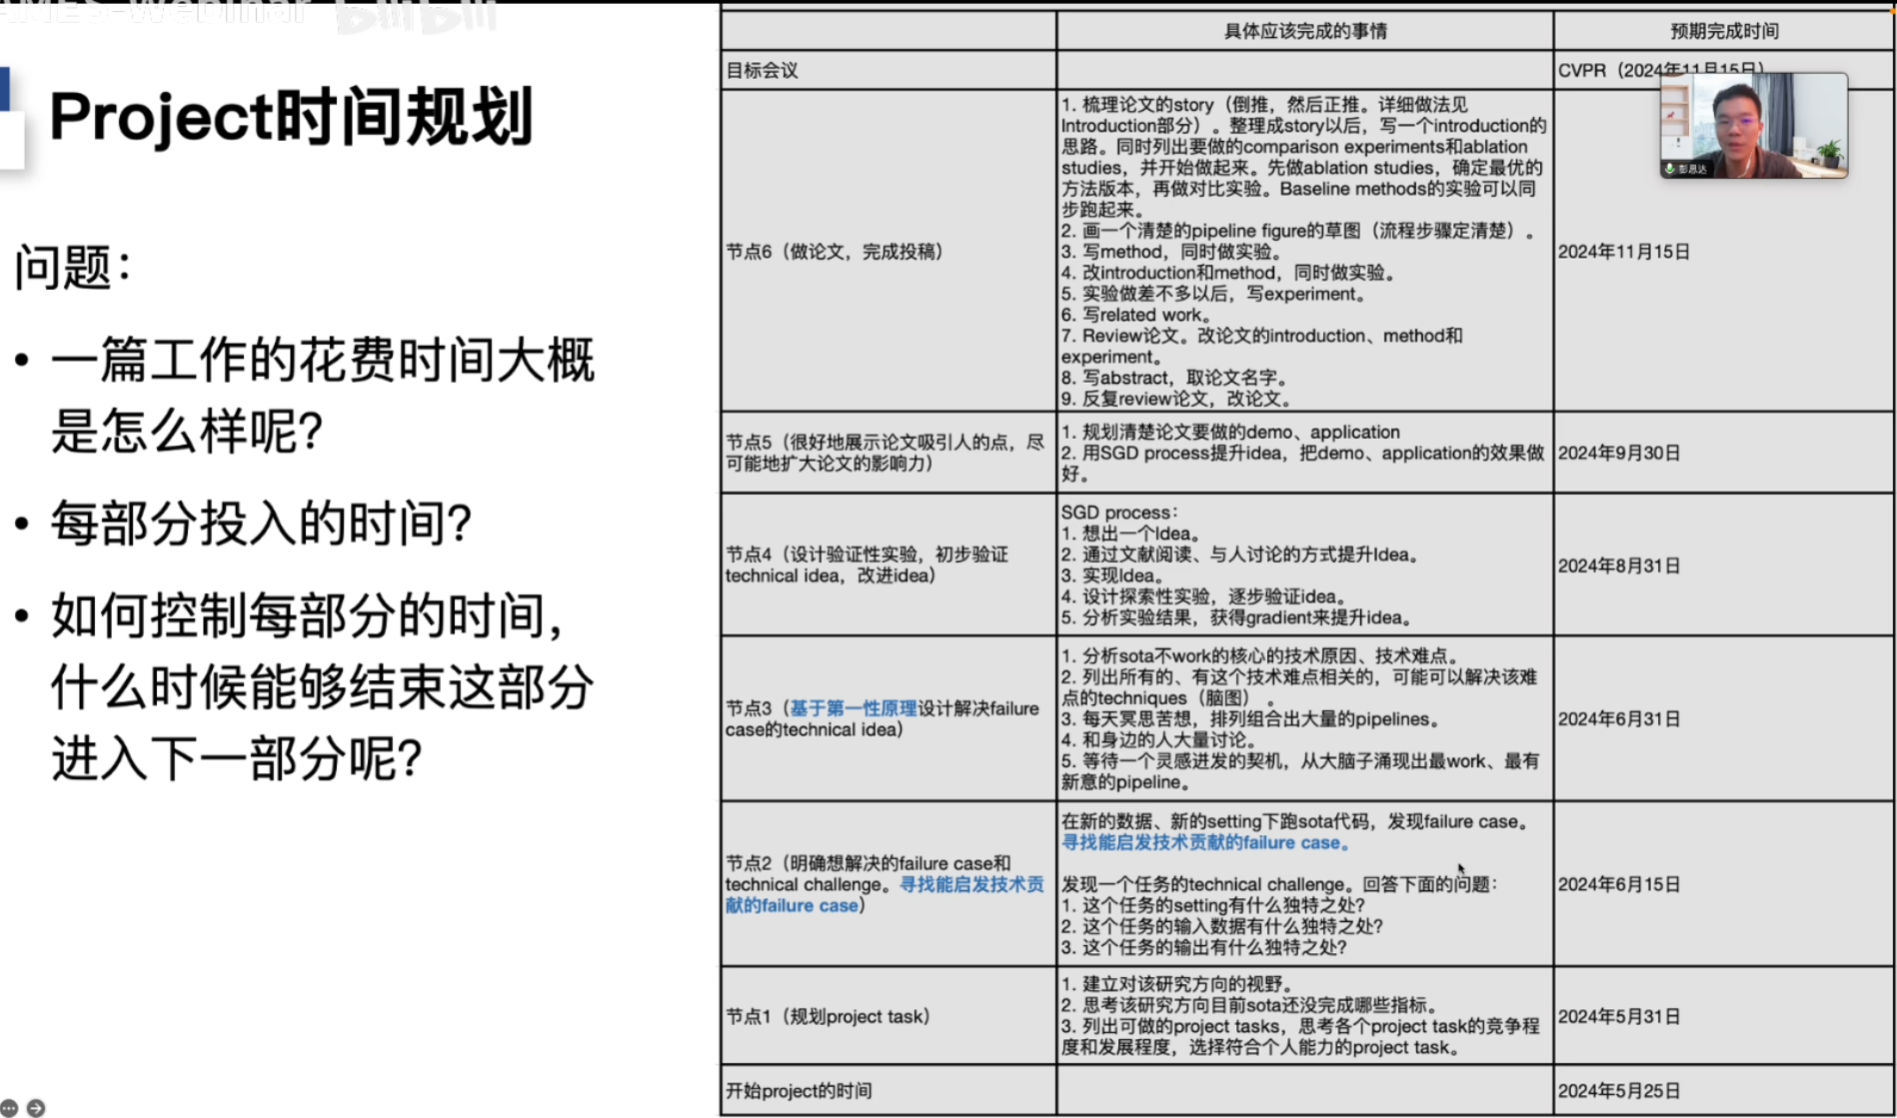 AMES-Webinar bilibili
Project时间规划
问题：
• 一篇工作的花费时间大概
是怎么样呢？
• 每部分投入的时间？
• 如何控制每部分的时间，
什么时候能够结束这部分
进入下一部分呢？
具体应该完成的事情
预期完成时间
目标会议
CVPR（2024年11月15日）
彭思达
节点6（做论文，完成投稿）
1. 梳理论文的story（倒推，然后正推。详细做法见
Introduction部分）。整理成story以后，写一个introduction的
思路。同时列出要做的comparison experiments和ablation
studies，并开始做起来。先做ablation studies，确定最优的
方法版本，再做对比实验。Baseline methods的实验可以同
步跑起来。
2. 画一个清楚的pipeline figure的草图（流程步骤定清楚）。
3. 写method，同时做实验。
4. 改introduction和method，同时做实验。
5. 实验做差不多以后，写experiment。
6. 写related work。
7. Review论文。改论文的introduction、method和
experiment。
8. 写abstract，取论文名字。
9. 反复review论文，改论文。
2024年11月15日
节点5（很好地展示论文吸引人的点，尽
可能地扩大论文的影响力）
1. 规划清楚论文要做的demo、application
2. 用SGD process提升idea，把demo、application的效果做
好。
2024年9月30日
节点4（设计验证性实验，初步验证
technical idea，改进idea）
SGD process：
1. 想出一个Idea。
2. 通过文献阅读、与人讨论的方式提升Idea。
3. 实现Idea。
4. 设计探索性实验，逐步验证idea。
5. 分析实验结果，获得gradient来提升idea。
2024年8月31日
节点3（基于第一性原理设计解决failure
case的technical idea）
1. 分析sota不work的核心的技术原因、技术难点。
2. 列出所有的、有这个技术难点相关的，可能可以解决该难
点的techniques（脑图）。
3. 每天冥思苦想，排列组合出大量的pipelines。
4. 和身边的人大量讨论。
5. 等待一个灵感迸发的契机，从大脑子涌现出最work、最有
新意的pipeline。
2024年6月31日
节点2（明确想解决的failure case和
technical challenge。寻找能启发技术贡
献的failure case）
在新的数据、新的setting下跑sota代码，发现failure case。
寻找能启发技术贡献的failure case。
发现一个任务的technical challenge。回答下面的问题：
1. 这个任务的setting有什么独特之处？
2. 这个任务的输入数据有什么独特之处？
3. 这个任务的输出有什么独特之处？
2024年6月15日
节点1（规划project task）
1. 建立对该研究方向的视野。
2. 思考该研究方向目前sota还没完成哪些指标。
3. 列出可做的project tasks，思考各个project task的竞争程
度和发展程度，选择符合个人能力的project task。
2024年5月31日
开始project的时间
2024年5月25日